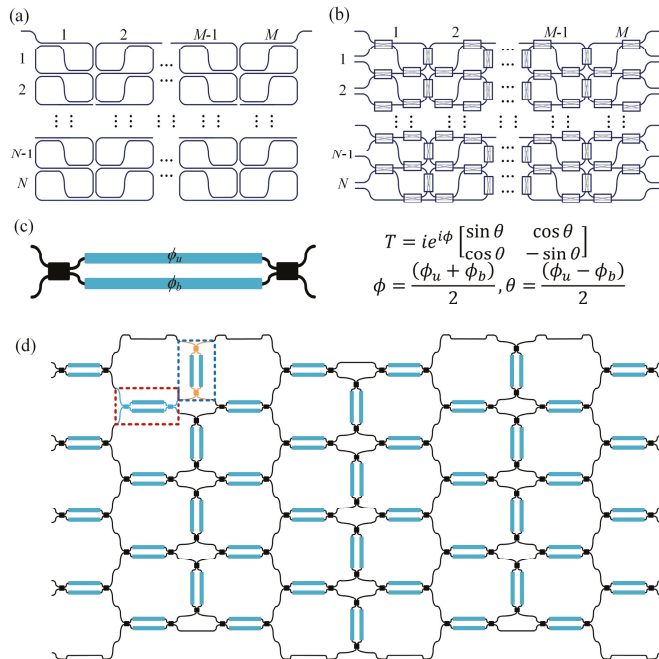 (a)
1 2 M-1 M
...
1
2
...
N-1
...
N
(b)
1 2 M-1 M
...
1
2
...
N-1
...
N
(c)
ϕu
ϕb
T = ie^{iϕ} [sin θ cos θ
cos θ − sin θ]
ϕ = (ϕu + ϕb)/2, θ = (ϕu − ϕb)/2
(d)